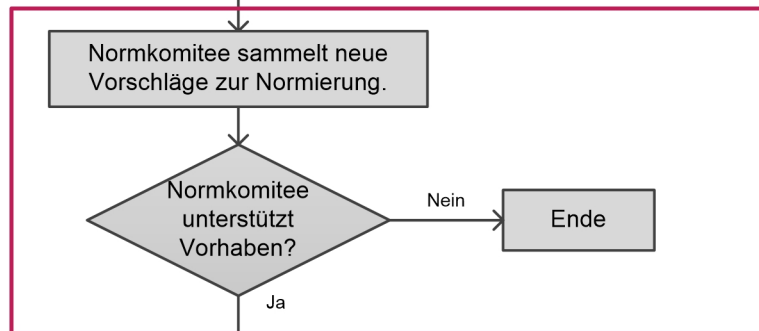 Normkomitee sammelt neue
Vorschläge zur Normierung.
Normkomitee
unterstützt
Vorhaben?
Nein
Ende
Ja